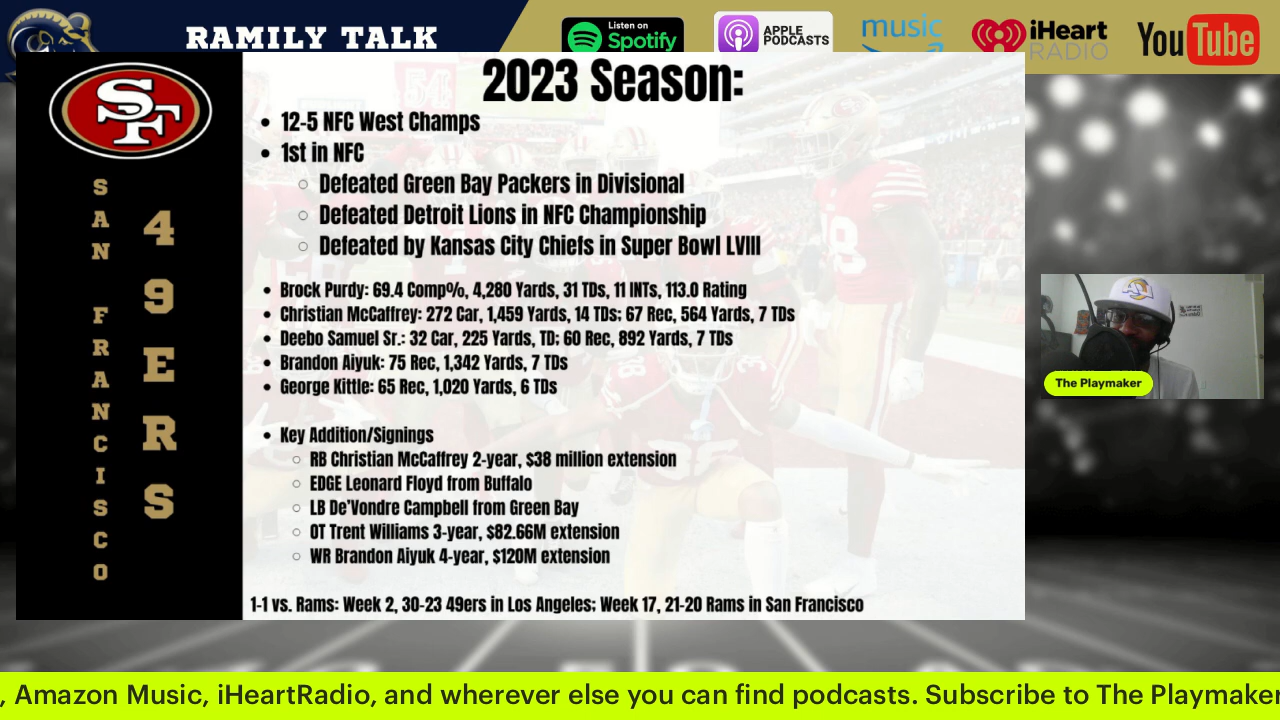 RAMILY TALK
Listen on
Spotify
APPLE
PODCASTS
music
iHeart
RADIO
YouTube
SF
SAN FRANCISCO
49ERS
2023 Season:
• 12-5 NFC West Champs
• 1st in NFC
○ Defeated Green Bay Packers in Divisional
○ Defeated Detroit Lions in NFC Championship
○ Defeated by Kansas City Chiefs in Super Bowl LVIII
• Brock Purdy: 69.4 Comp%, 4,280 Yards, 31 TDs, 11 INTs, 113.0 Rating
• Christian McCaffrey: 272 Car, 1,459 Yards, 14 TDs; 67 Rec, 564 Yards, 7 TDs
• Deebo Samuel Sr.: 32 Car, 225 Yards, TD; 60 Rec, 892 Yards, 7 TDs
• Brandon Aiyuk: 75 Rec, 1,342 Yards, 7 TDs
• George Kittle: 65 Rec, 1,020 Yards, 6 TDs
• Key Addition/Signings
○ RB Christian McCaffrey 2-year, $38 million extension
○ EDGE Leonard Floyd from Buffalo
○ LB De'Vondre Campbell from Green Bay
○ OT Trent Williams 3-year, $82.66M extension
○ WR Brandon Aiyuk 4-year, $120M extension
1-1 vs. Rams: Week 2, 30-23 49ers in Los Angeles; Week 17, 21-20 Rams in San Francisco
The Playmaker
, Amazon Music, iHeartRadio, and wherever else you can find podcasts. Subscribe to The Playmaker